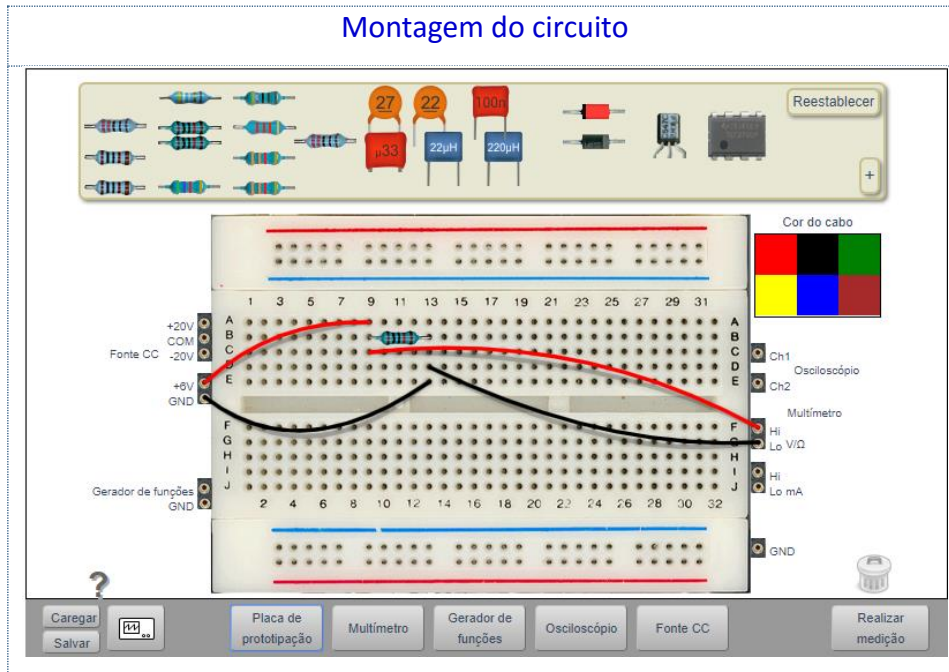 Montagem do circuito
27 22 100n
Reestablecer
µ33 22µH 220µH
+
Cor do cabo
1 3 5 7 9 11 13 15 17 19 21 23 25 27 29 31
+20V A A
COM B B
Fonte CC -20V C C Ch1
D D Osciloscópio
+6V E E Ch2
GND Multímetro
F F Hi
G G Lo V/Ω
H H
I I Hi
Gerador de funções J J Lo mA
GND 2 4 6 8 10 12 14 16 18 20 22 24 26 28 30 32
GND
?
Caregar
Salvar
Placa de
prototipação
Multímetro
Gerador de
funções
Osciloscópio
Fonte CC
Realizar
medição